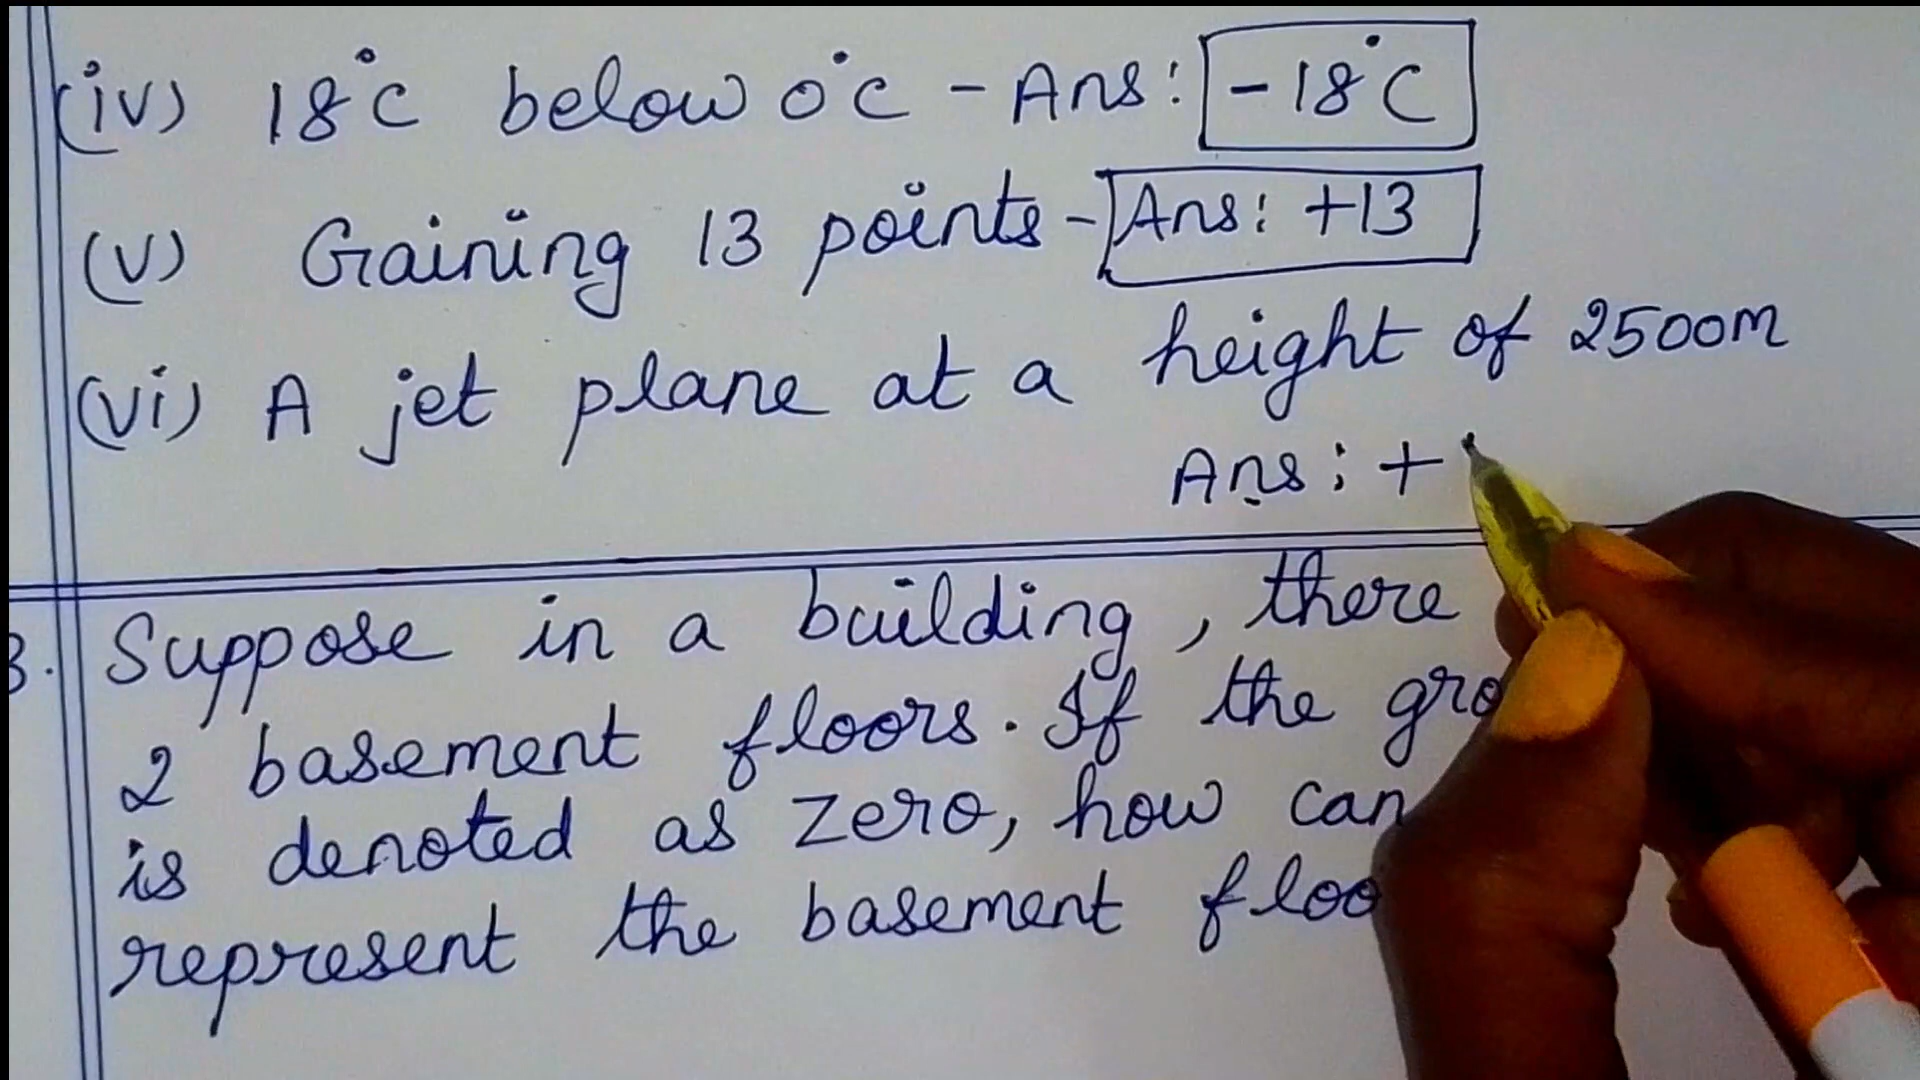 (iv) 18°C below 0°C - Ans: -18°C
(v) Gaining 13 points - Ans: +13
(vi) A jet plane at a height of 2500m
Ans: +
3. Suppose in a building, there
2 basement floors. If the gro
is denoted as zero, how can
represent the basement floo